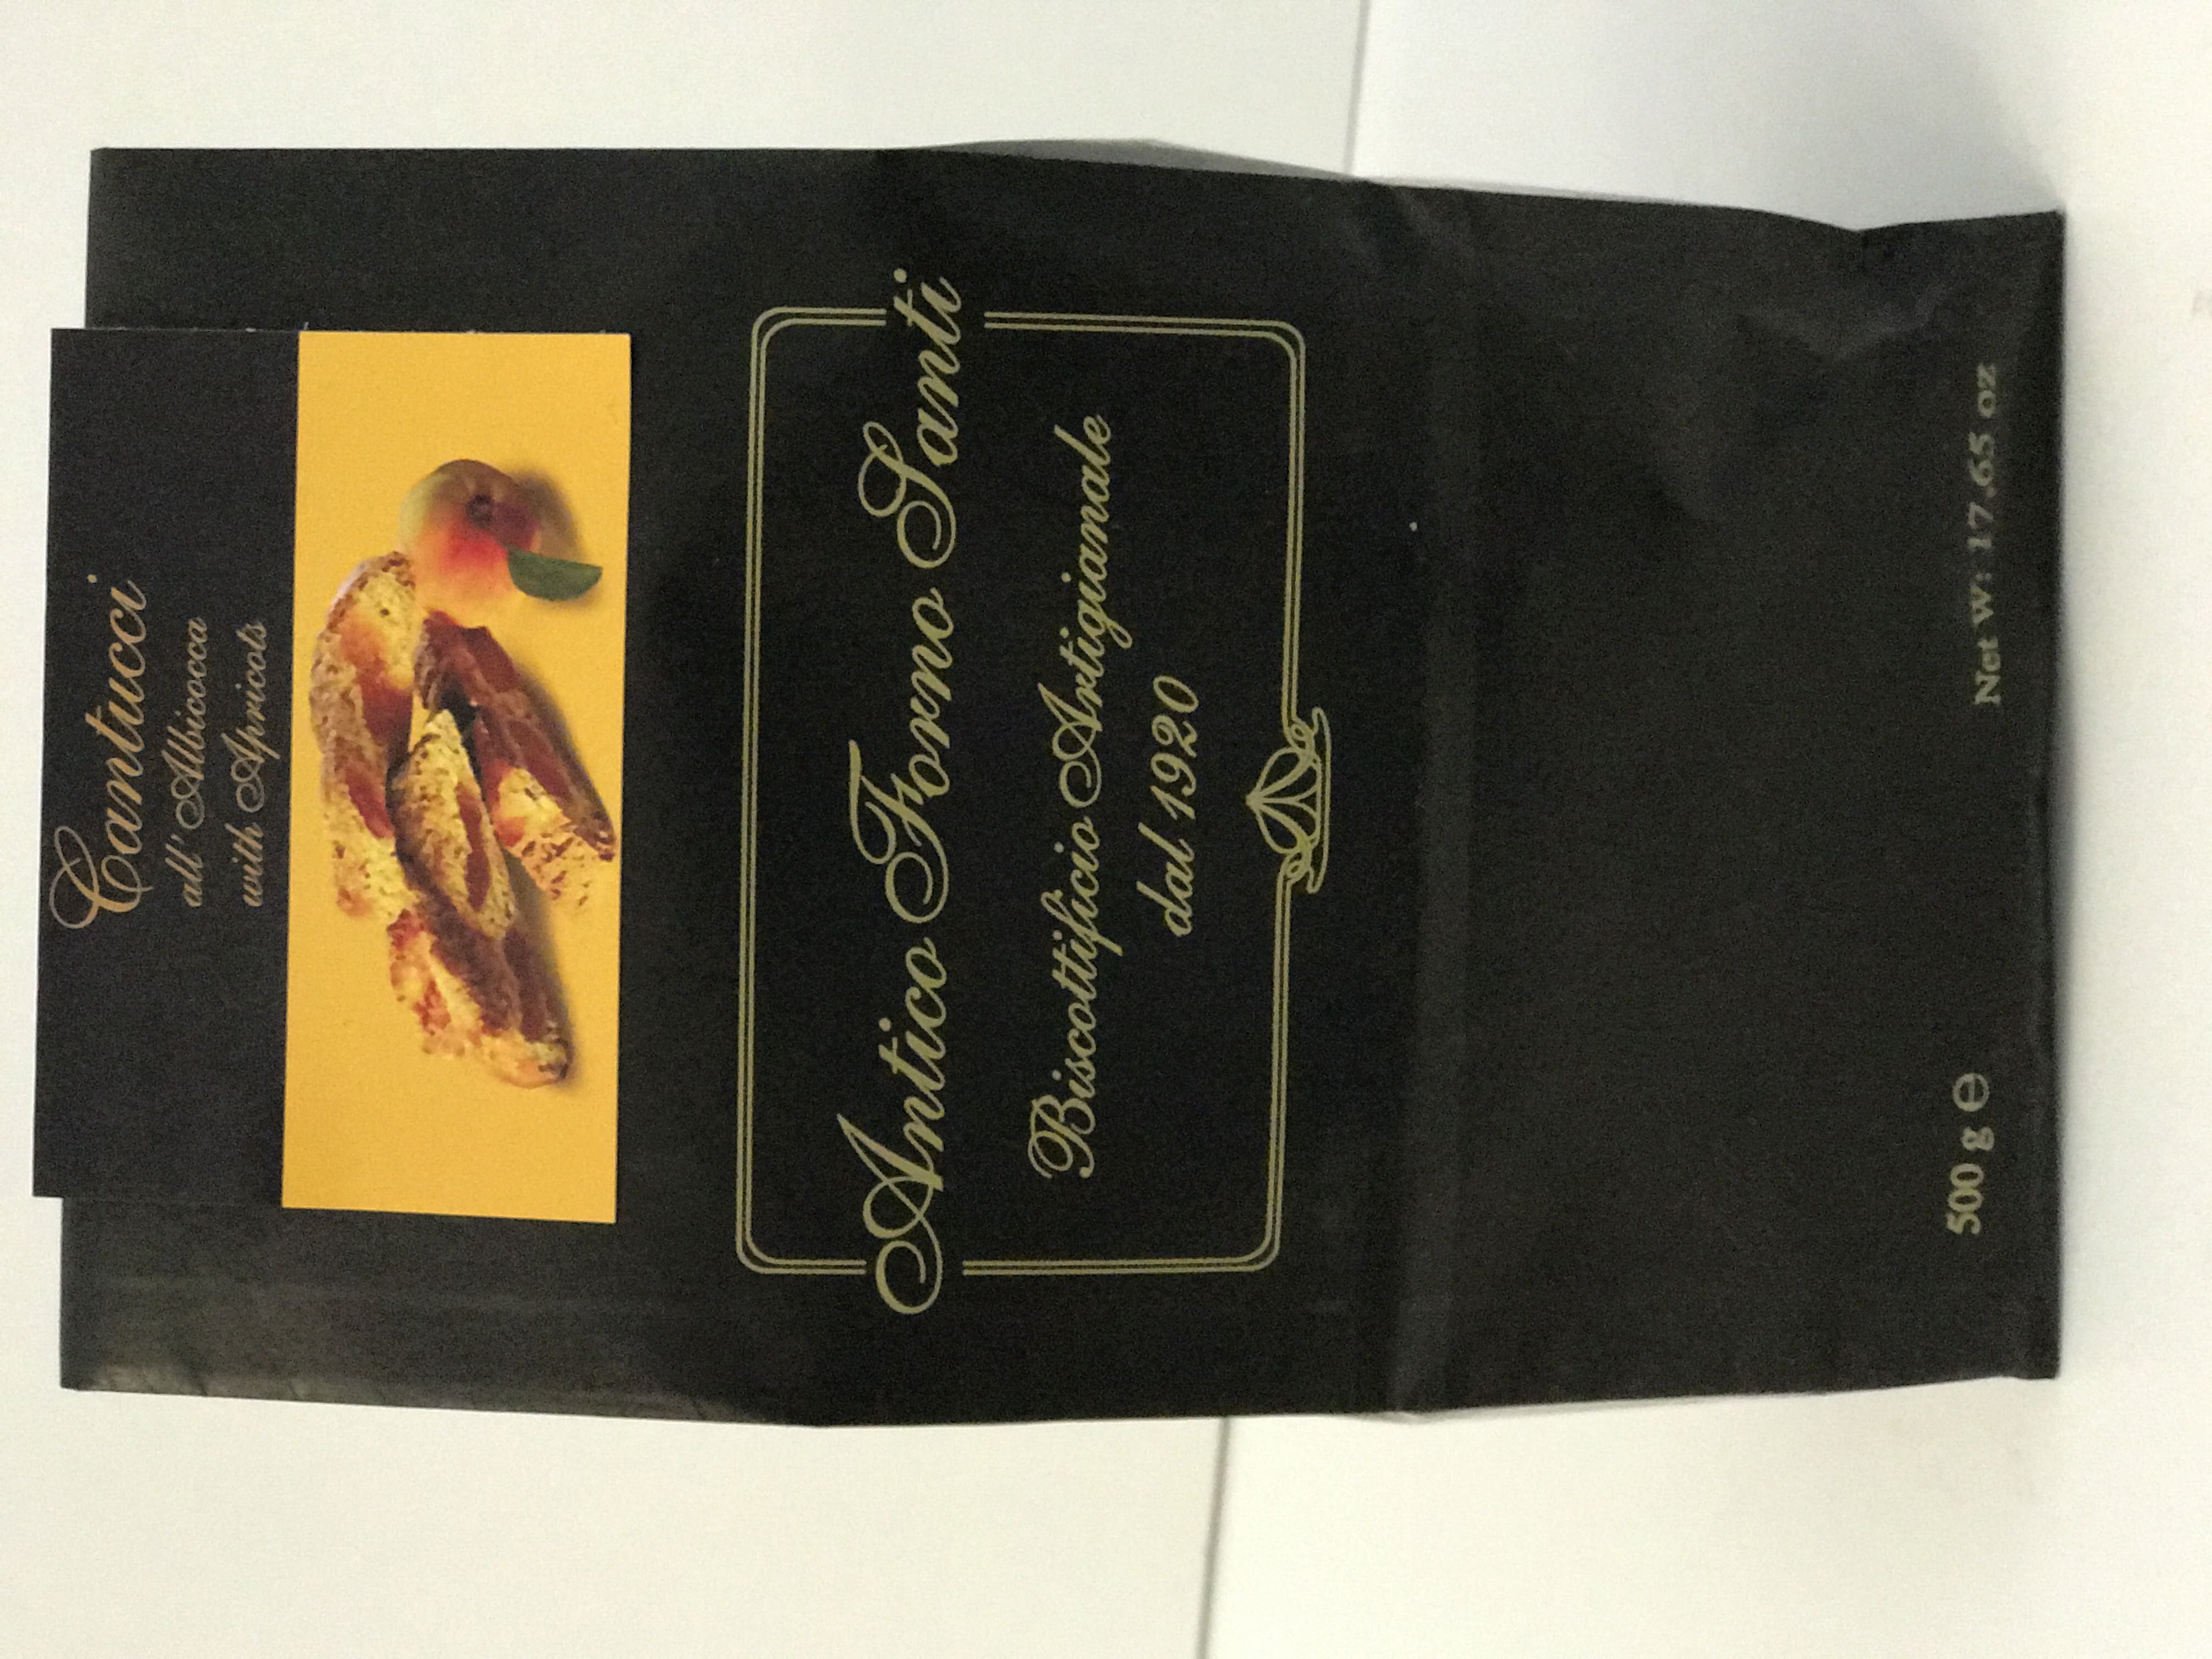 Cantucci
all' Albicocca
with Apricots
Antico Forno Santi
Biscottificio Artigianale
dal 1920
500 g ℮
Net W: 17.65 oz